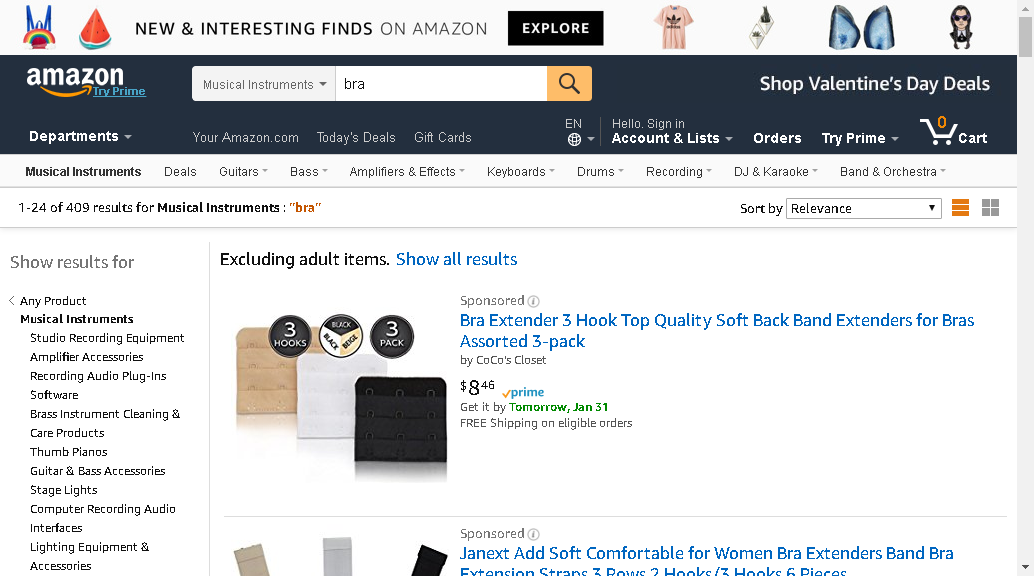 NEW & INTERESTING FINDS ON AMAZON EXPLORE
amazon
Try Prime
Musical Instruments
bra
Shop Valentine's Day Deals
Departments
Your Amazon.com Today's Deals Gift Cards
EN
Hello. Sign in
Account & Lists
Orders
Try Prime
0
Cart
Musical Instruments Deals Guitars Bass Amplifiers & Effects Keyboards Drums Recording DJ & Karaoke Band & Orchestra
1-24 of 409 results for Musical Instruments : "bra"
Sort by Relevance
Show results for
Any Product
Musical Instruments
Studio Recording Equipment
Amplifier Accessories
Recording Audio Plug-Ins
Software
Brass Instrument Cleaning &
Care Products
Thumb Pianos
Guitar & Bass Accessories
Stage Lights
Computer Recording Audio
Interfaces
Lighting Equipment &
Accessories
Excluding adult items. Show all results
3 HOOKS
BLACK WHITE BEIGE
3 PACK
Sponsored
Bra Extender 3 Hook Top Quality Soft Back Band Extenders for Bras
Assorted 3-pack
by CoCo's Closet
$8 46 prime
Get it by Tomorrow, Jan 31
FREE Shipping on eligible orders
Sponsored
Janext Add Soft Comfortable for Women Bra Extenders Band Bra
Extension Straps 3 Rows 2 Hooks/3 Hooks 6 Pieces